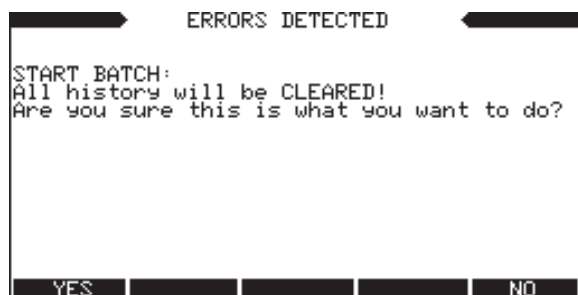 ERRORS DETECTED
START BATCH:
All history will be CLEARED!
Are you sure this is what you want to do?
YES NO